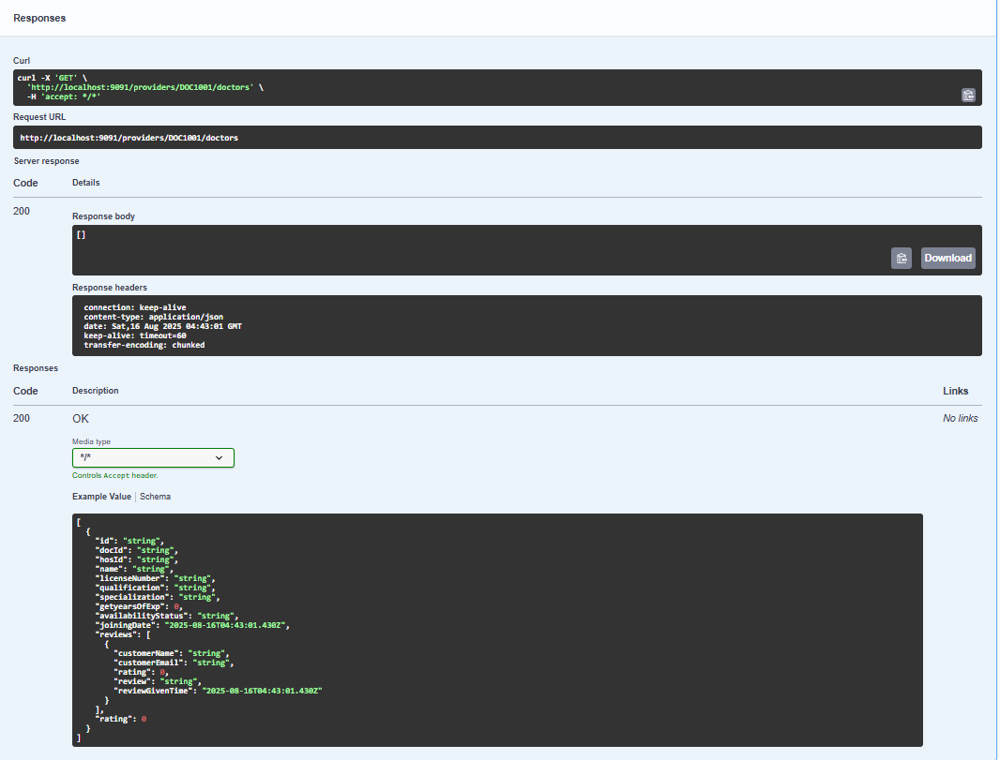 Responses
Curl
curl -X 'GET' \
  'http://localhost:9091/providers/DOC1001/doctors' \
  -H 'accept: */*'
Request URL
http://localhost:9091/providers/DOC1001/doctors
Server response
Code Details
200
Response body
[]
Download
Response headers
connection: keep-alive
content-type: application/json
date: Sat,16 Aug 2025 04:43:01 GMT
keep-alive: timeout=60
transfer-encoding: chunked
Responses
Code Description Links
200 OK No links
Media type
*/*
Controls Accept header.
Example Value | Schema
[
  {
    "id": "string",
    "docId": "string",
    "hosId": "string",
    "name": "string",
    "licenseNumber": "string",
    "qualification": "string",
    "specialization": "string",
    "getyearsOfExp": 0,
    "availabilityStatus": "string",
    "joiningDate": "2025-08-16T04:43:01.430Z",
    "reviews": [
      {
        "customerName": "string",
        "customerEmail": "string",
        "rating": 0,
        "review": "string",
        "reviewGivenTime": "2025-08-16T04:43:01.430Z"
      }
    ],
    "rating": 0
  }
]